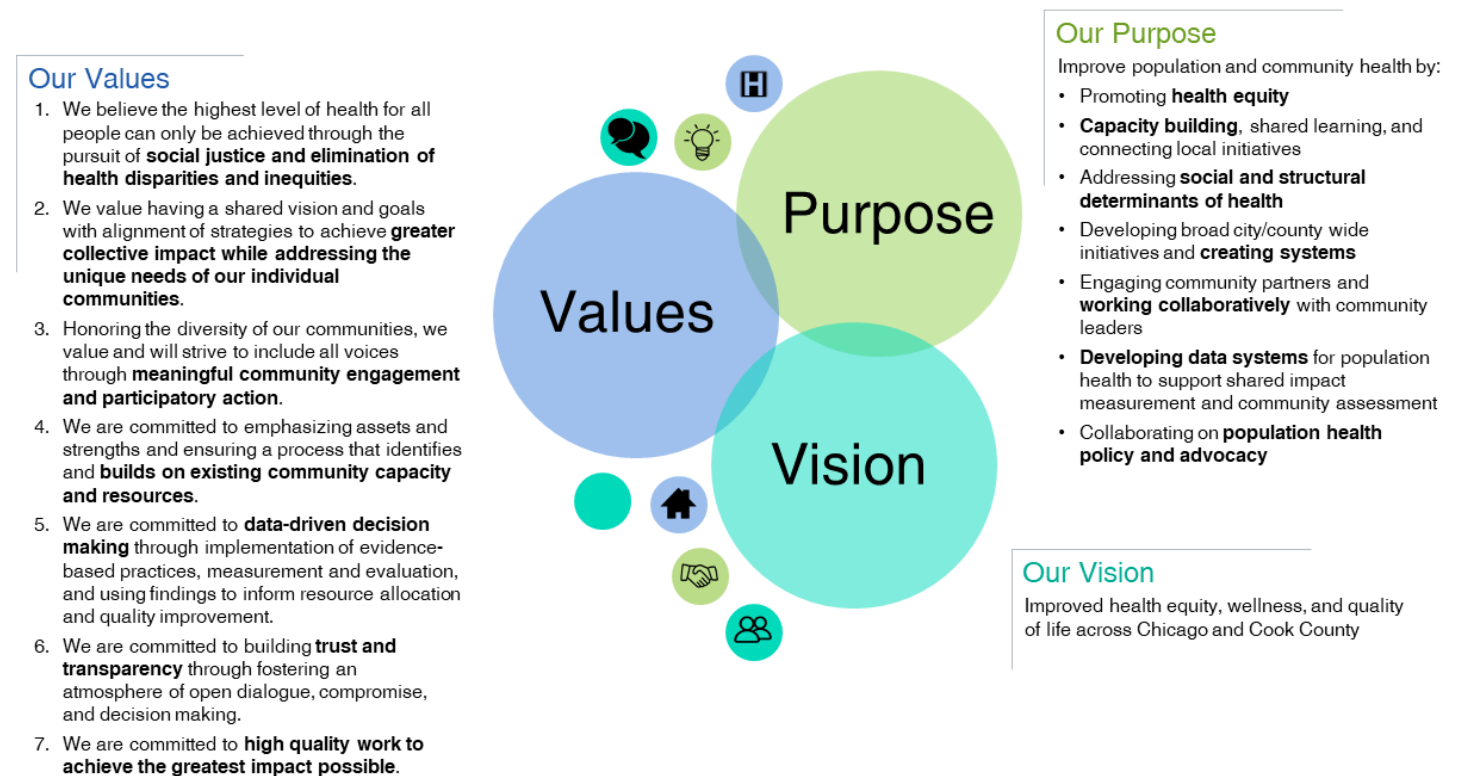 Our Values
1. We believe the highest level of health for all
people can only be achieved through the
pursuit of social justice and elimination of
health disparities and inequities.
2. We value having a shared vision and goals
with alignment of strategies to achieve greater
collective impact while addressing the
unique needs of our individual
communities.
3. Honoring the diversity of our communities, we
value and will strive to include all voices
through meaningful community engagement
and participatory action.
4. We are committed to emphasizing assets and
strengths and ensuring a process that identifies
and builds on existing community capacity
and resources.
5. We are committed to data-driven decision
making through implementation of evidence-
based practices, measurement and evaluation,
and using findings to inform resource allocation
and quality improvement.
6. We are committed to building trust and
transparency through fostering an
atmosphere of open dialogue, compromise,
and decision making.
7. We are committed to high quality work to
achieve the greatest impact possible.
H
Purpose
Values
Vision
Our Purpose
Improve population and community health by:
• Promoting health equity
• Capacity building, shared learning, and
connecting local initiatives
• Addressing social and structural
determinants of health
• Developing broad city/county wide
initiatives and creating systems
• Engaging community partners and
working collaboratively with community
leaders
• Developing data systems for population
health to support shared impact
measurement and community assessment
• Collaborating on population health
policy and advocacy
Our Vision
Improved health equity, wellness, and quality
of life across Chicago and Cook County